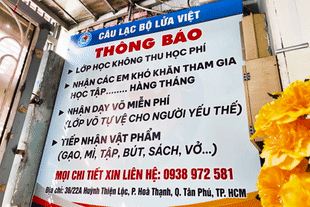 CÂU LẠC BỘ LỬA VIỆT
THÔNG BÁO
LỚP HỌC KHÔNG THU HỌC PHÍ
NHẬN CÁC EM KHÓ KHĂN THAM GIA
HỌC TẬP........ HÀNG THÁNG
NHẬN DẠY VÕ MIỄN PHÍ
(LỚP VÕ TỰ VỆ CHO NGƯỜI YẾU THẾ)
TIẾP NHẬN VẬT PHẨM
(GẠO, MÌ, TẬP, BÚT, SÁCH, VỞ...)
MỌI CHI TIẾT XIN LIÊN HỆ: 0938 972 581
Địa chỉ: 36/22A Huỳnh Thiện Lộc, P. Hoà Thạnh, Q. Tân Phú, TP. HCM